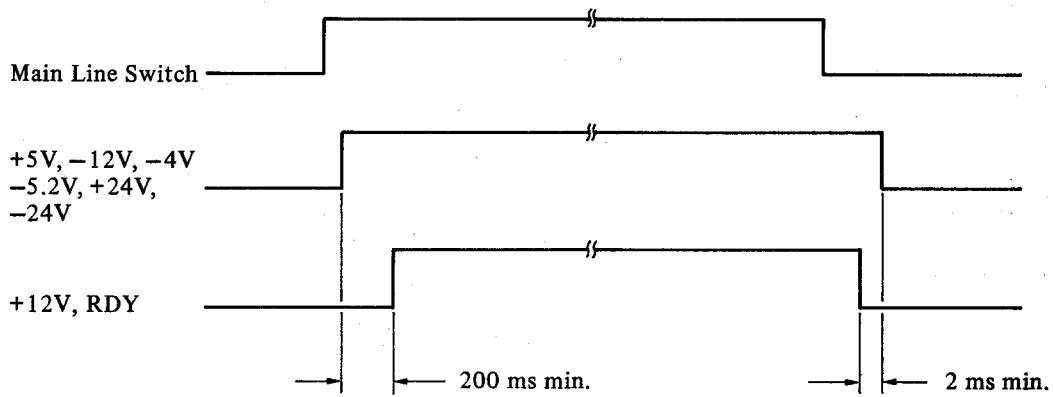 Main Line Switch
+5V, −12V, −4V
−5.2V, +24V,
−24V
+12V, RDY
200 ms min.
2 ms min.